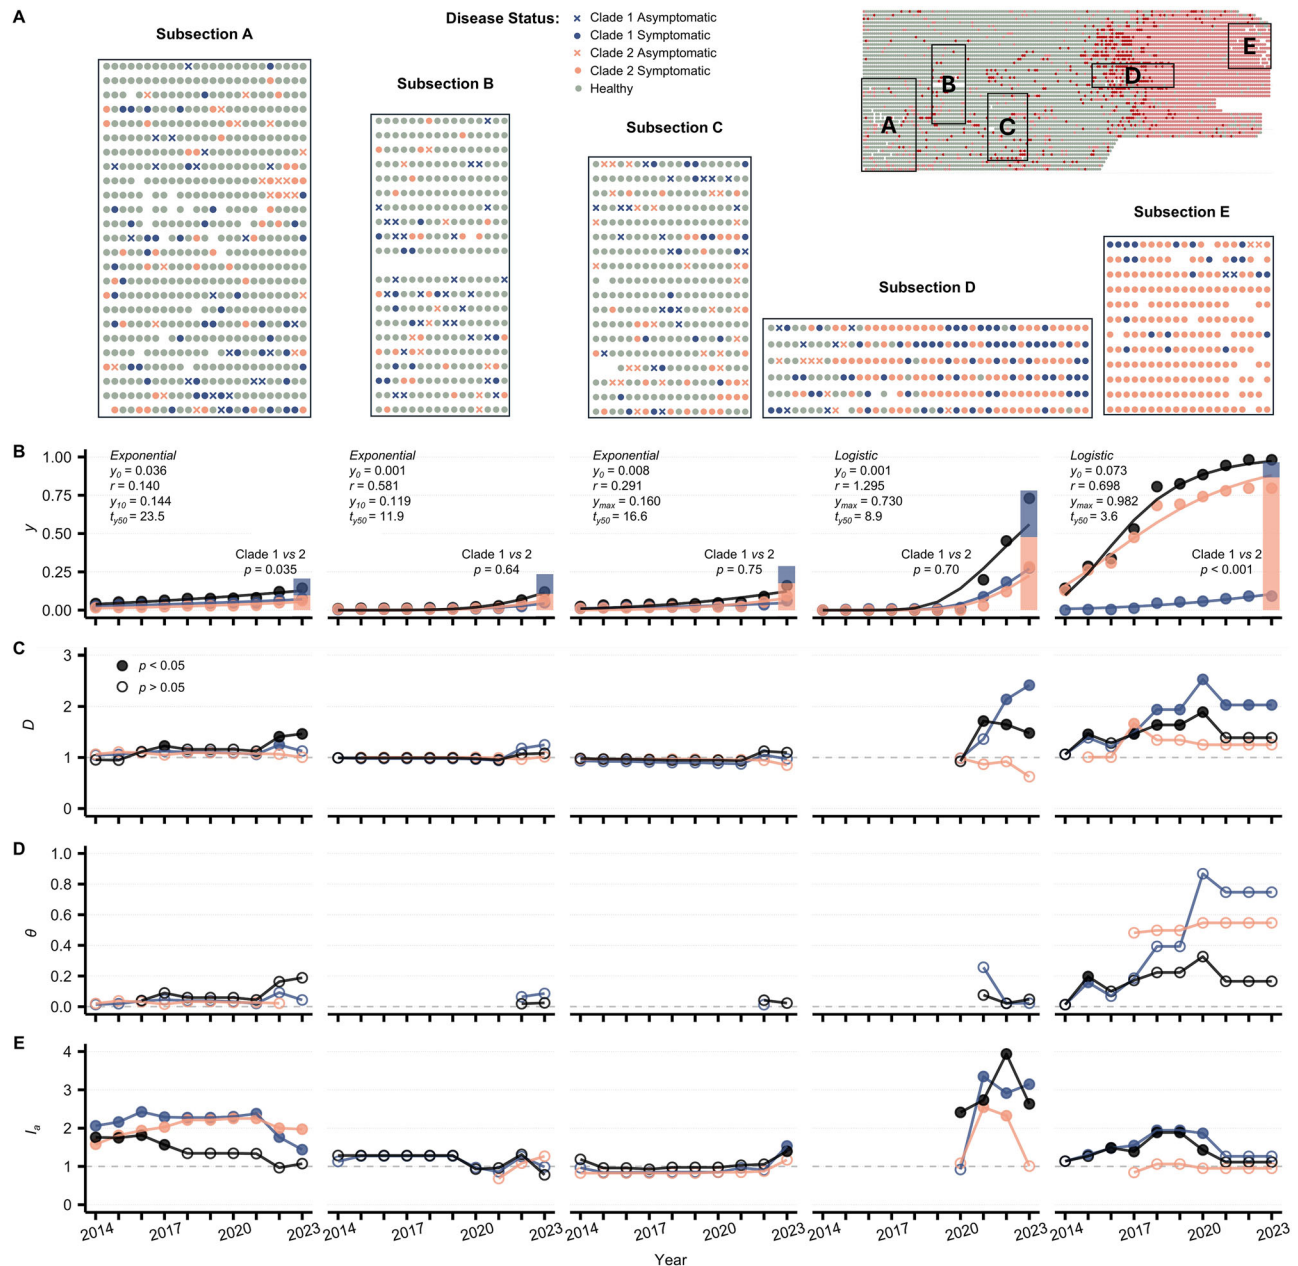 A
Disease Status:
Clade 1 Asymptomatic
Clade 1 Symptomatic
Clade 2 Asymptomatic
Clade 2 Symptomatic
Healthy
Subsection A
Subsection B
Subsection C
Subsection D
Subsection E
A
B
C
D
E
B
y
1.00
0.75
0.50
0.25
0.00
Exponential
y0 = 0.036
r = 0.140
y10 = 0.144
ty50 = 23.5
Clade 1 vs 2
p = 0.035
Exponential
y0 = 0.001
r = 0.581
y10 = 0.119
ty50 = 11.9
Clade 1 vs 2
p = 0.64
Exponential
y0 = 0.008
r = 0.291
ymax = 0.160
ty50 = 16.6
Clade 1 vs 2
p = 0.75
Logistic
y0 = 0.001
r = 1.295
ymax = 0.730
ty50 = 8.9
Clade 1 vs 2
p = 0.70
Logistic
y0 = 0.073
r = 0.698
ymax = 0.982
ty50 = 3.6
Clade 1 vs 2
p < 0.001
C
D
3
2
1
0
p < 0.05
p > 0.05
D
θ
1.0
0.8
0.6
0.4
0.2
0.0
E
Ia
4
3
2
1
0
2014 2017 2020 2023
2014 2017 2020 2023
2014 2017 2020 2023
2014 2017 2020 2023
2014 2017 2020 2023
Year